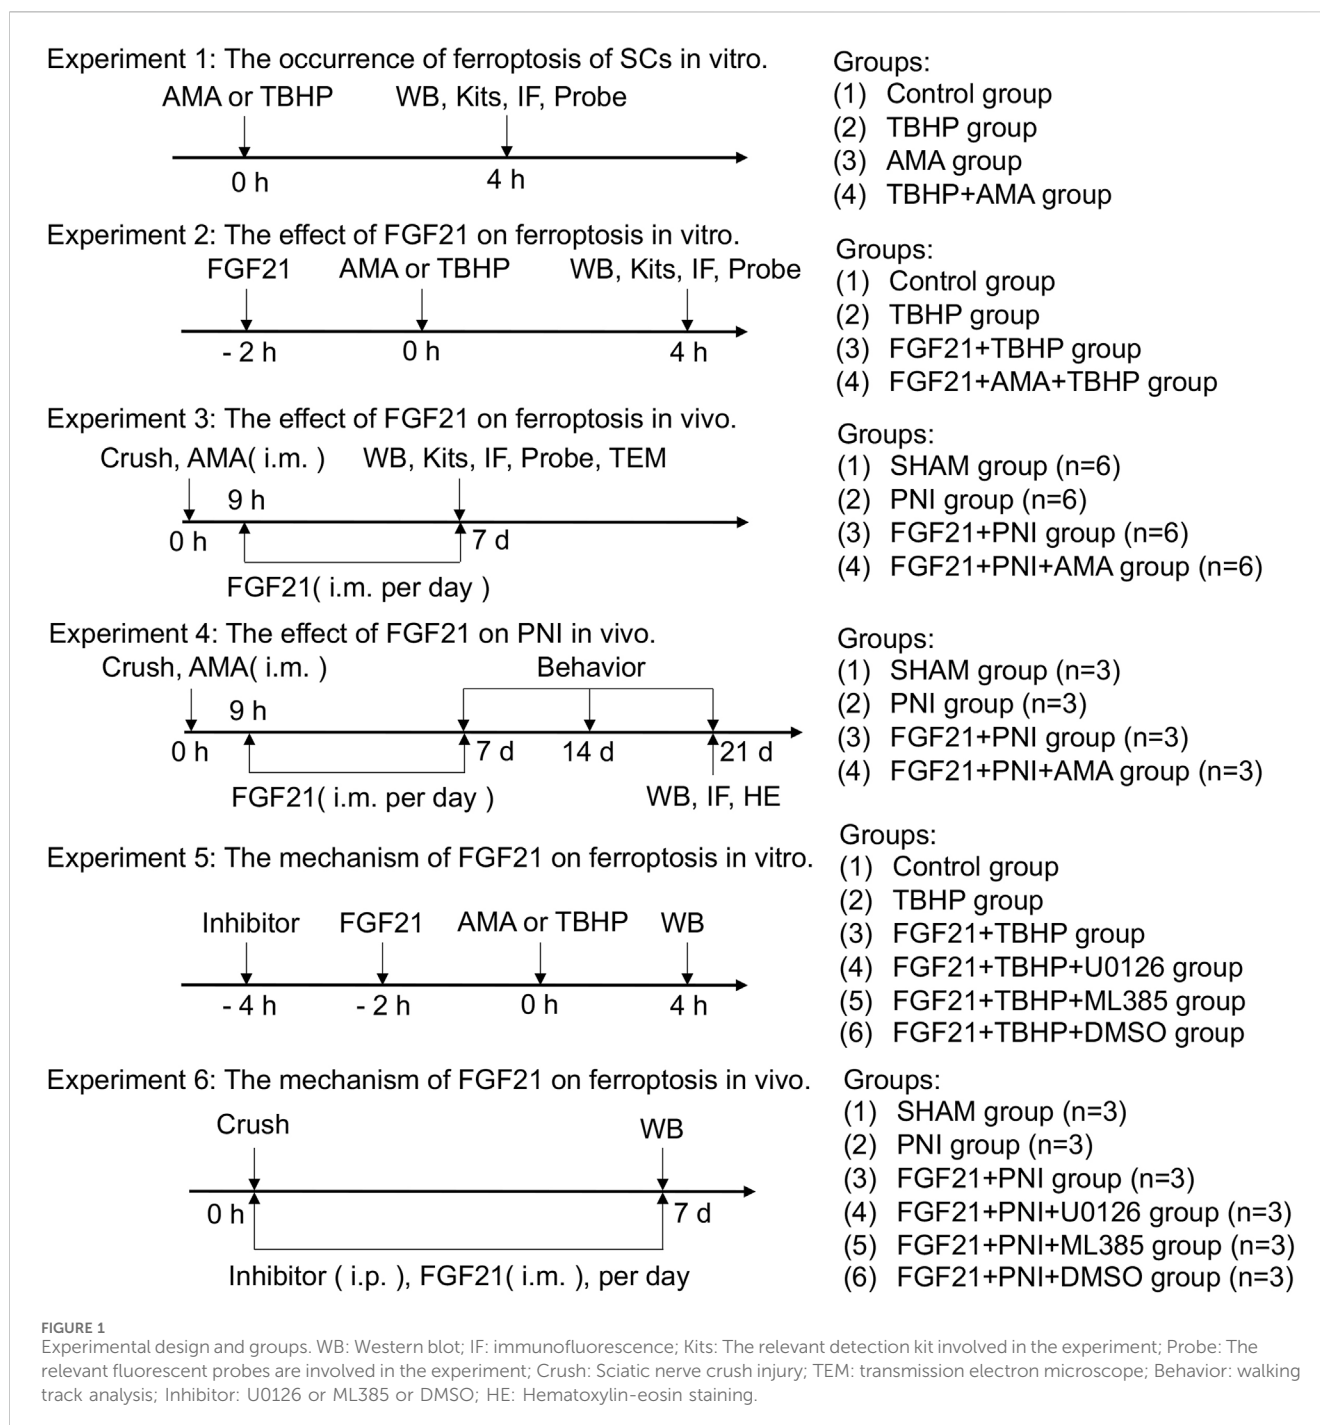 Experiment 1: The occurrence of ferroptosis of SCs in vitro.
AMA or TBHP
WB, Kits, IF, Probe
0 h
4 h
Groups:
(1) Control group
(2) TBHP group
(3) AMA group
(4) TBHP+AMA group
Experiment 2: The effect of FGF21 on ferroptosis in vitro.
FGF21
AMA or TBHP
WB, Kits, IF, Probe
- 2 h
0 h
4 h
Groups:
(1) Control group
(2) TBHP group
(3) FGF21+TBHP group
(4) FGF21+AMA+TBHP group
Experiment 3: The effect of FGF21 on ferroptosis in vivo.
Crush, AMA( i.m. )
WB, Kits, IF, Probe, TEM
9 h
0 h
7 d
FGF21( i.m. per day )
Groups:
(1) SHAM group (n=6)
(2) PNI group (n=6)
(3) FGF21+PNI group (n=6)
(4) FGF21+PNI+AMA group (n=6)
Experiment 4: The effect of FGF21 on PNI in vivo.
Crush, AMA( i.m. )
Behavior
9 h
0 h
7 d
14 d
21 d
FGF21( i.m. per day )
WB, IF, HE
Groups:
(1) SHAM group (n=3)
(2) PNI group (n=3)
(3) FGF21+PNI group (n=3)
(4) FGF21+PNI+AMA group (n=3)
Experiment 5: The mechanism of FGF21 on ferroptosis in vitro.
Inhibitor
FGF21
AMA or TBHP
WB
- 4 h
- 2 h
0 h
4 h
Groups:
(1) Control group
(2) TBHP group
(3) FGF21+TBHP group
(4) FGF21+TBHP+U0126 group
(5) FGF21+TBHP+ML385 group
(6) FGF21+TBHP+DMSO group
Experiment 6: The mechanism of FGF21 on ferroptosis in vivo.
Crush
WB
0 h
7 d
Inhibitor ( i.p. ), FGF21( i.m. ), per day
Groups:
(1) SHAM group (n=3)
(2) PNI group (n=3)
(3) FGF21+PNI group (n=3)
(4) FGF21+PNI+U0126 group (n=3)
(5) FGF21+PNI+ML385 group (n=3)
(6) FGF21+PNI+DMSO group (n=3)
FIGURE 1
Experimental design and groups. WB: Western blot; IF: immunofluorescence; Kits: The relevant detection kit involved in the experiment; Probe: The
relevant fluorescent probes are involved in the experiment; Crush: Sciatic nerve crush injury; TEM: transmission electron microscope; Behavior: walking
track analysis; Inhibitor: U0126 or ML385 or DMSO; HE: Hematoxylin-eosin staining.